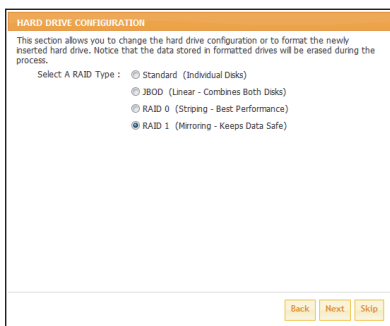 HARD DRIVE CONFIGURATION
This section allows you to change the hard drive configuration or to format the newly
inserted hard drive. Notice that the data stored in formatted drives will be erased during the
process.
Select A RAID Type : Standard (Individual Disks)
JBOD (Linear - Combines Both Disks)
RAID 0 (Striping - Best Performance)
RAID 1 (Mirroring - Keeps Data Safe)
Back Next Skip